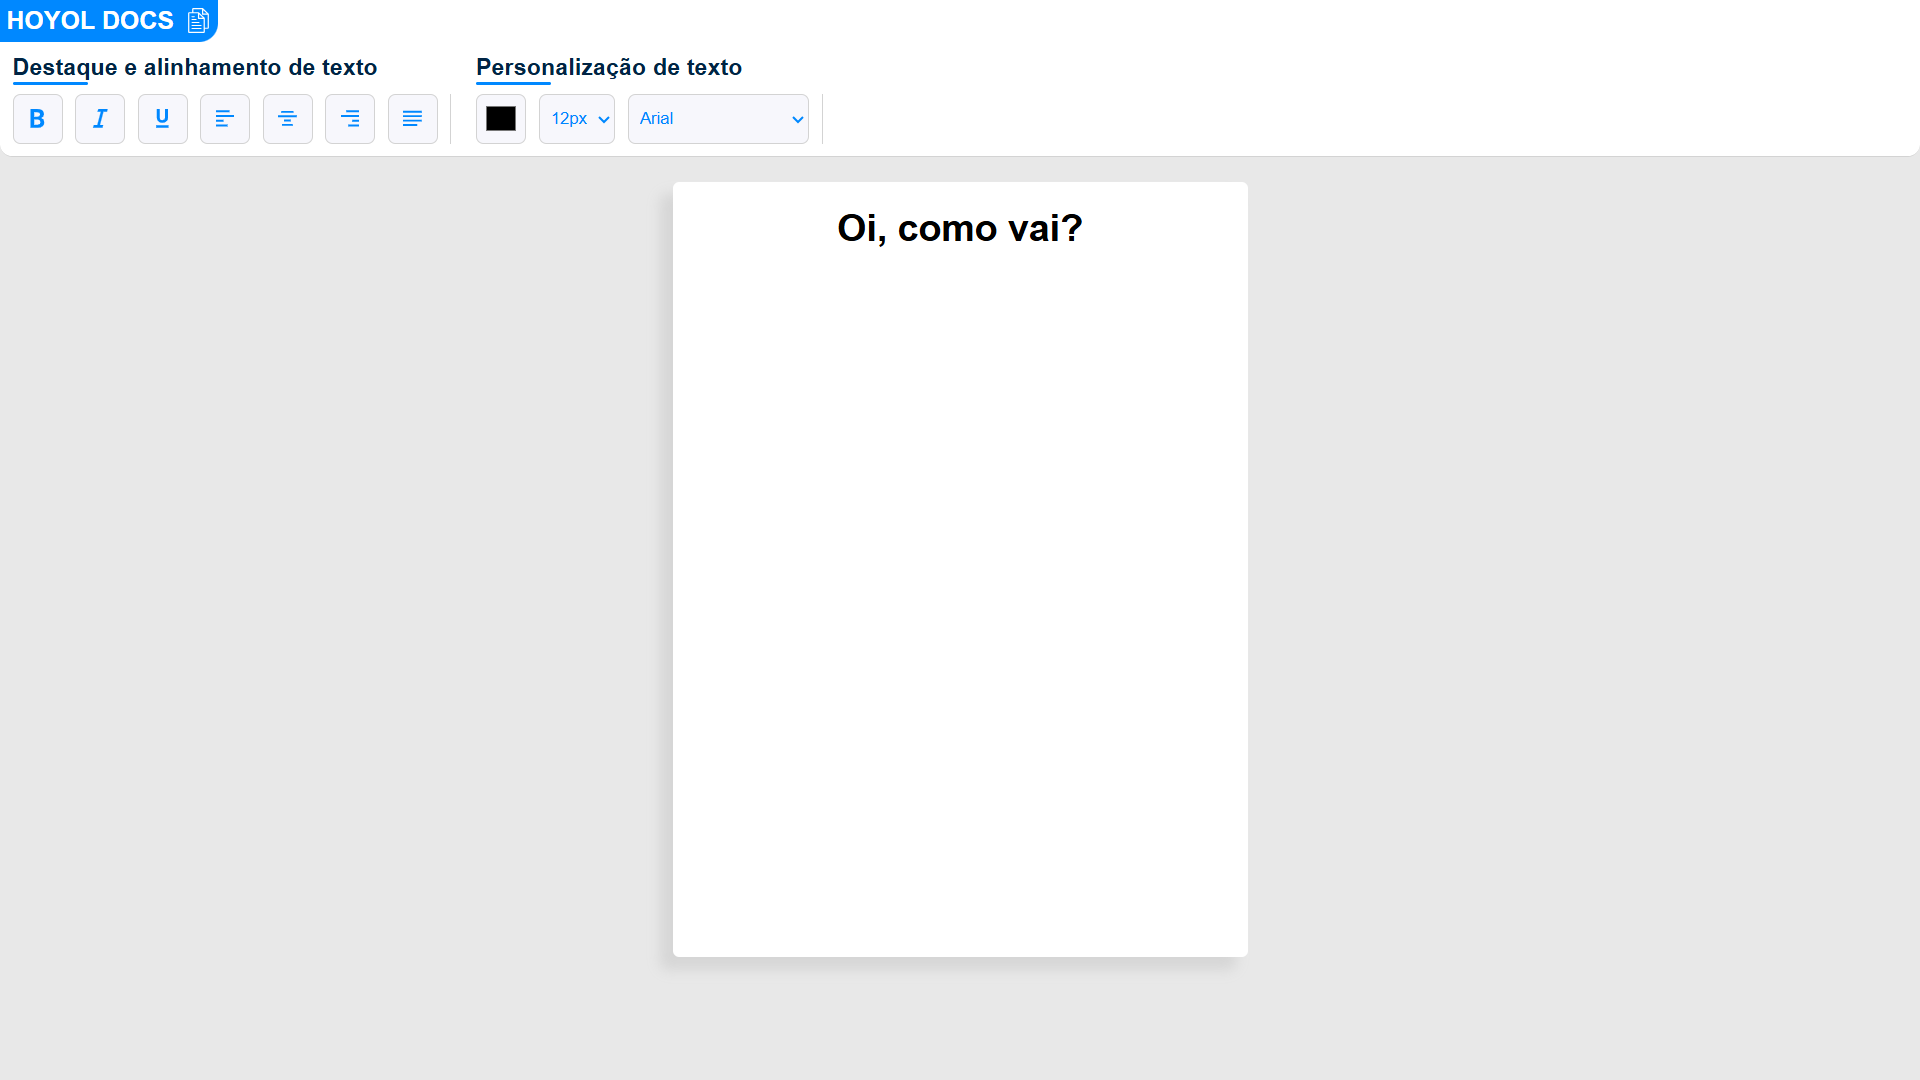 HOYOL DOCS
Destaque e alinhamento de texto
Personalização de texto
B I U 12px Arial
Oi, como vai?